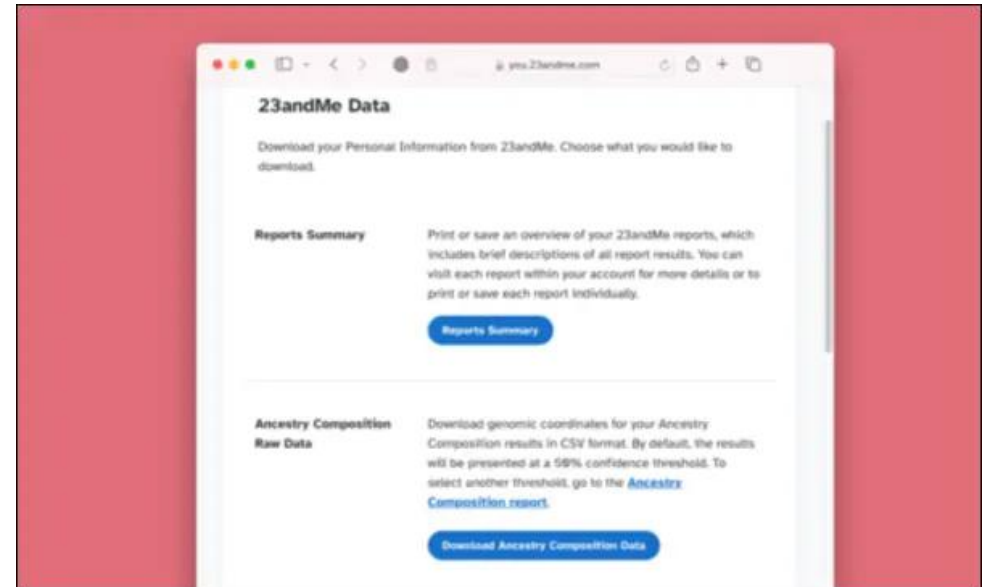 you.23andme.com
23andMe Data
Download your Personal Information from 23andMe. Choose what you would like to
download.
Reports Summary
Print or save an overview of your 23andMe reports, which
includes brief descriptions of all report results. You can
visit each report within your account for more details or to
print or save each report individually.
Reports Summary
Ancestry Composition
Raw Data
Download genomic coordinates for your Ancestry
Composition results in CSV format. By default, the results
will be presented at a 50% confidence threshold. To
select another threshold, go to the Ancestry
Composition report.
Download Ancestry Composition Data